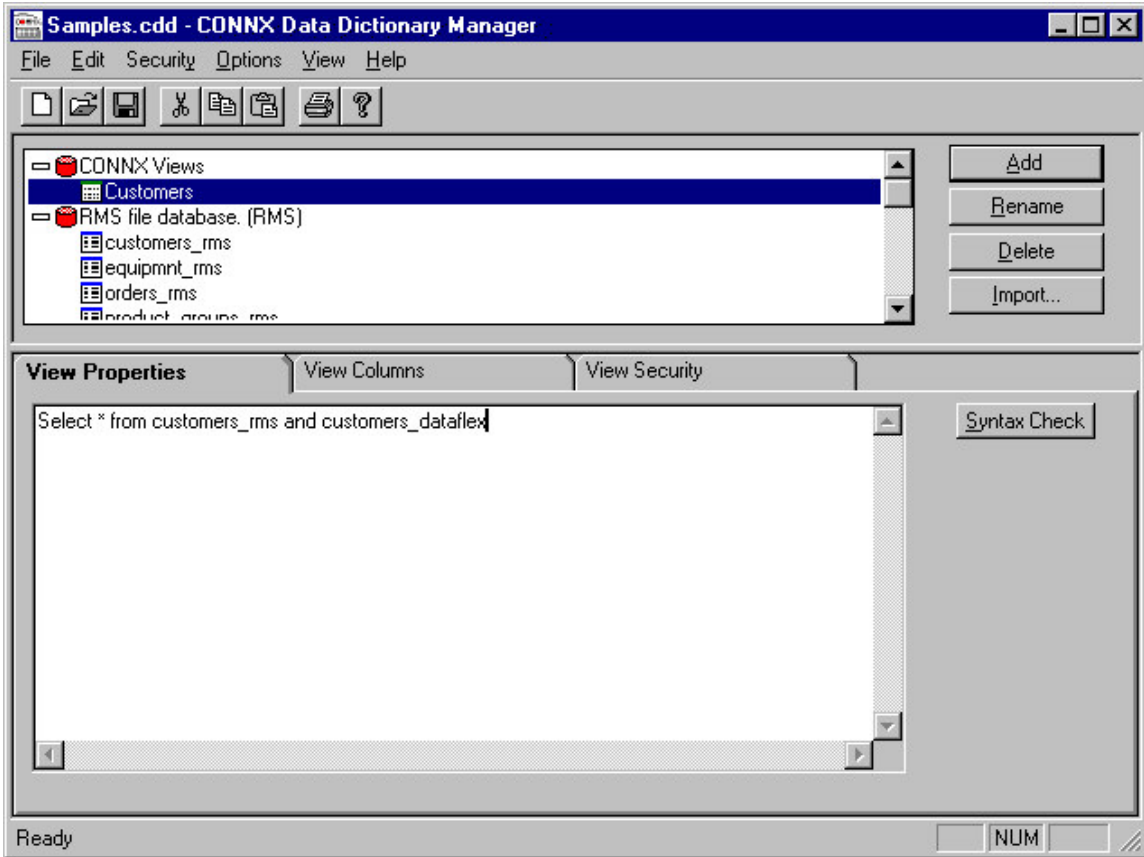 Samples.cdd - CONNX Data Dictionary Manager
File Edit Security Options View Help
CONNX Views
Customers
RMS file database. (RMS)
customers_rms
equipmnt_rms
orders_rms
product_groups_rms
Add
Rename
Delete
Import...
View Properties View Columns View Security
Select * from customers_rms and customers_dataflex
Syntax Check
Ready NUM